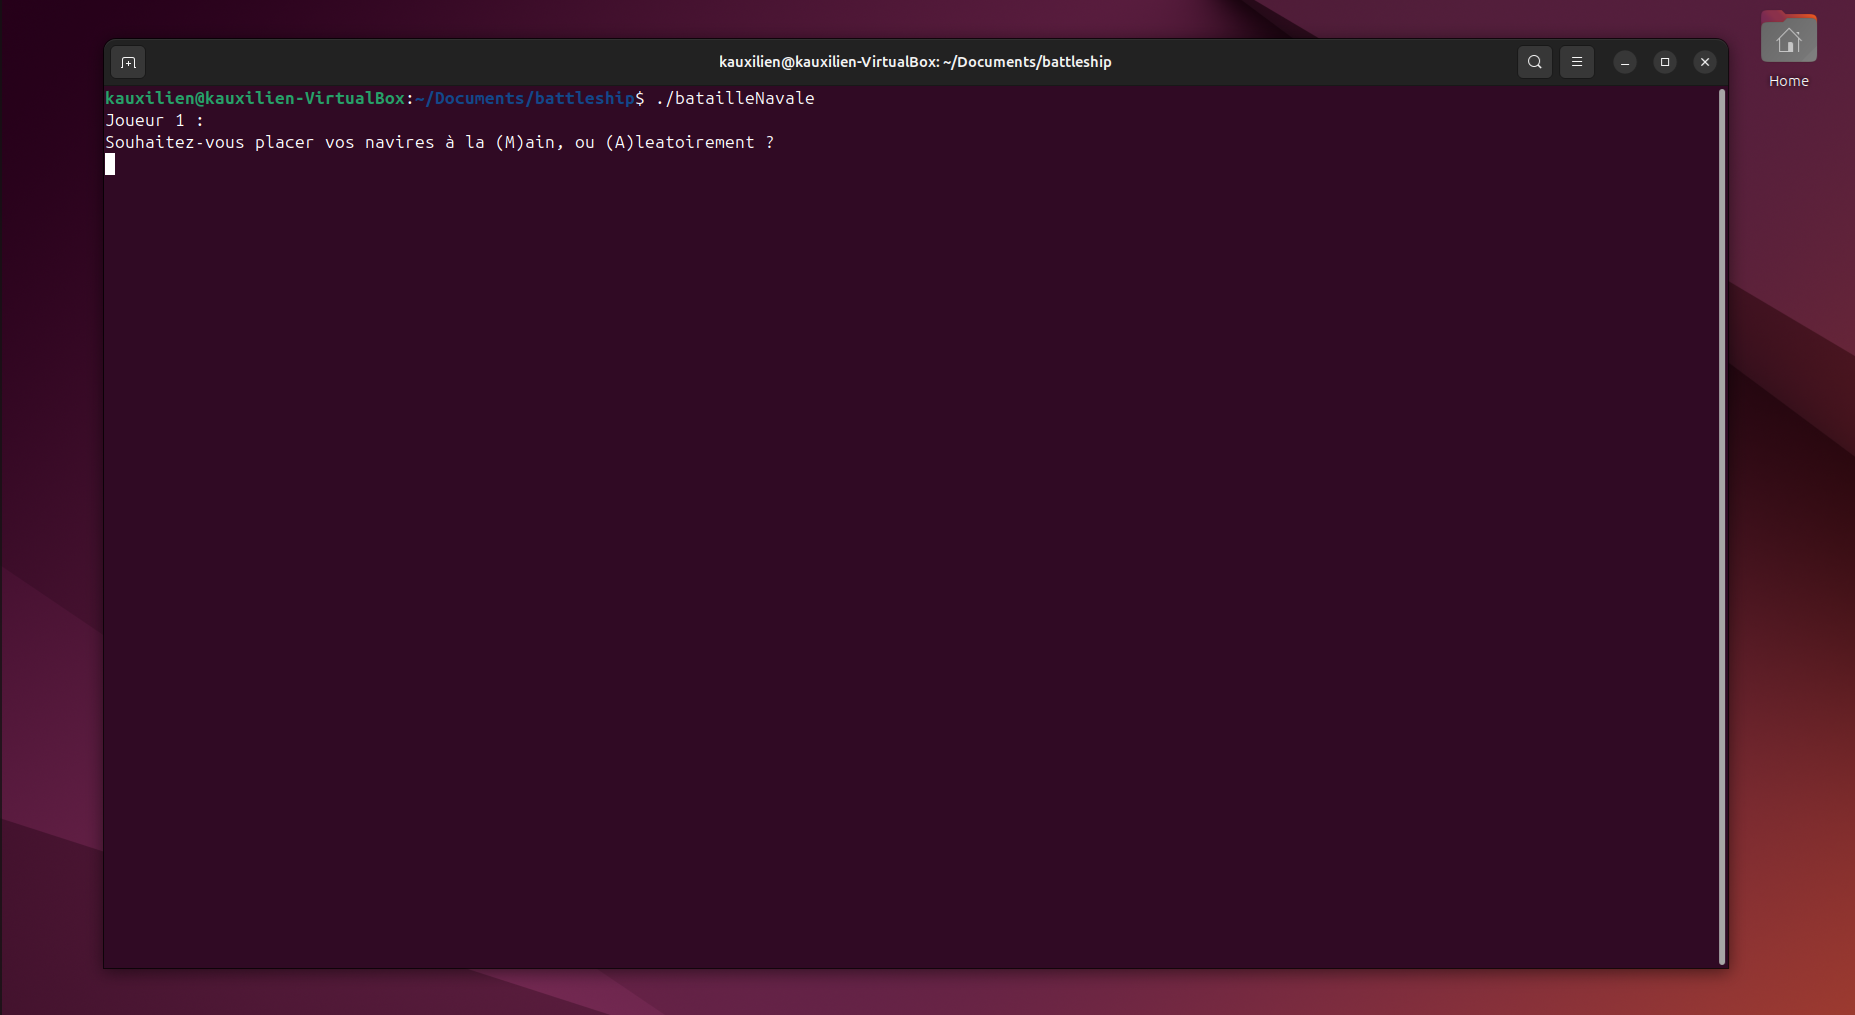 kauxilien@kauxilien-VirtualBox: ~/Documents/battleship
Home
kauxilien@kauxilien-VirtualBox:~/Documents/battleship$ ./batailleNavale
Joueur 1 :
Souhaitez-vous placer vos navires à la (M)ain, ou (A)leatoirement ?